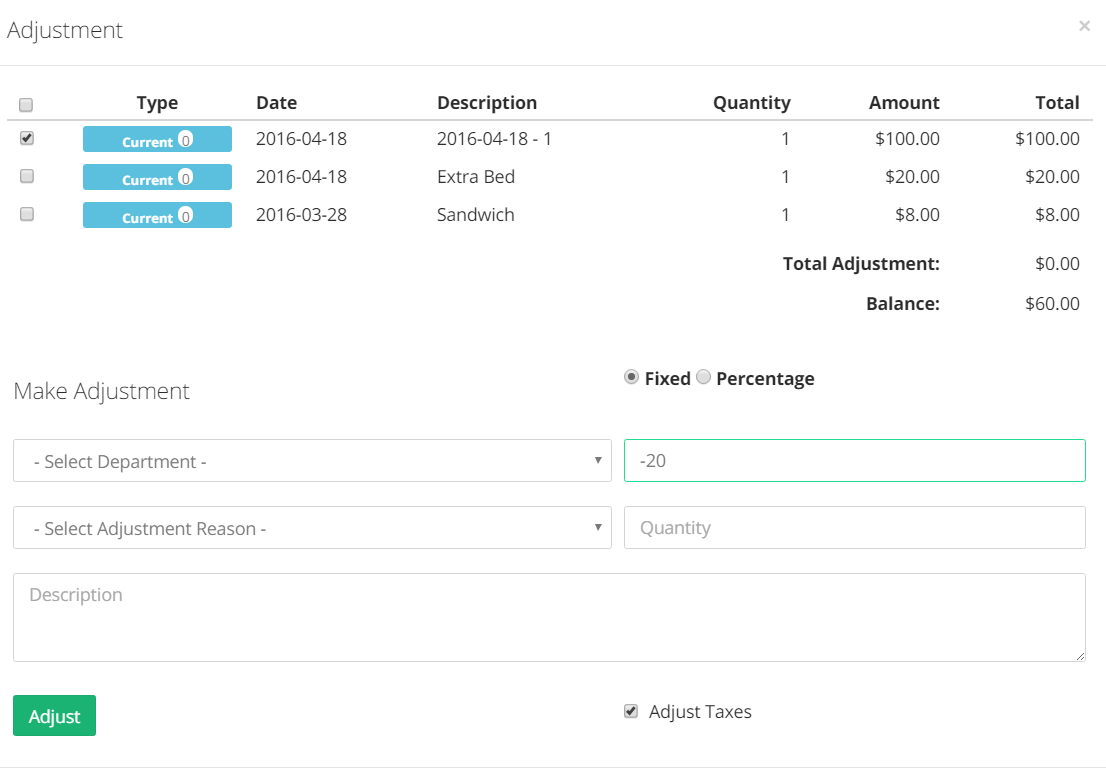 Adjustment ×
Type Date Description Quantity Amount Total
Current 0 2016-04-18 2016-04-18 - 1 1 $100.00 $100.00
Current 0 2016-04-18 Extra Bed 1 $20.00 $20.00
Current 0 2016-03-28 Sandwich 1 $8.00 $8.00
Total Adjustment: $0.00
Balance: $60.00
Fixed Percentage
Make Adjustment
- Select Department - -20
- Select Adjustment Reason - Quantity
Description
Adjust Adjust Taxes